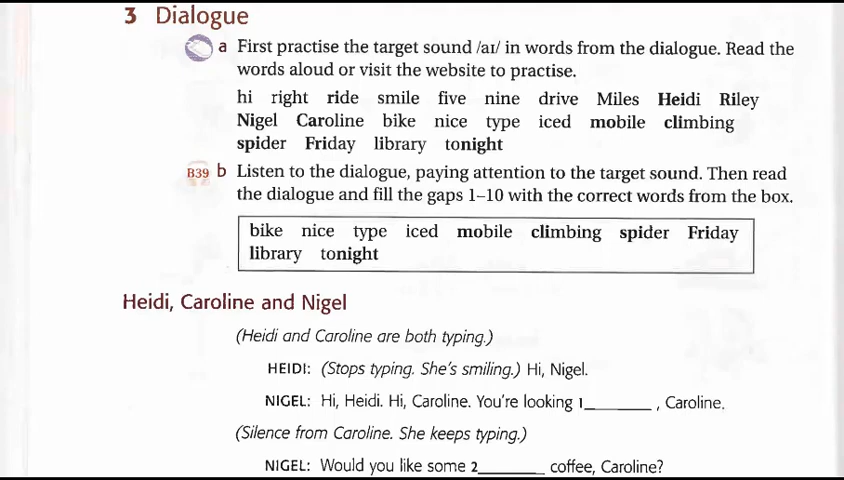 3 Dialogue
a First practise the target sound /aɪ/ in words from the dialogue. Read the
words aloud or visit the website to practise.
hi right ride smile five nine drive Miles Heidi Riley
Nigel Caroline bike nice type iced mobile climbing
spider Friday library tonight
B39 b Listen to the dialogue, paying attention to the target sound. Then read
the dialogue and fill the gaps 1–10 with the correct words from the box.
bike nice type iced mobile climbing spider Friday
library tonight
Heidi, Caroline and Nigel
(Heidi and Caroline are both typing.)
HEIDI: (Stops typing. She's smiling.) Hi, Nigel.
NIGEL: Hi, Heidi. Hi, Caroline. You're looking 1________ , Caroline.
(Silence from Caroline. She keeps typing.)
NIGEL: Would you like some 2________ coffee, Caroline?